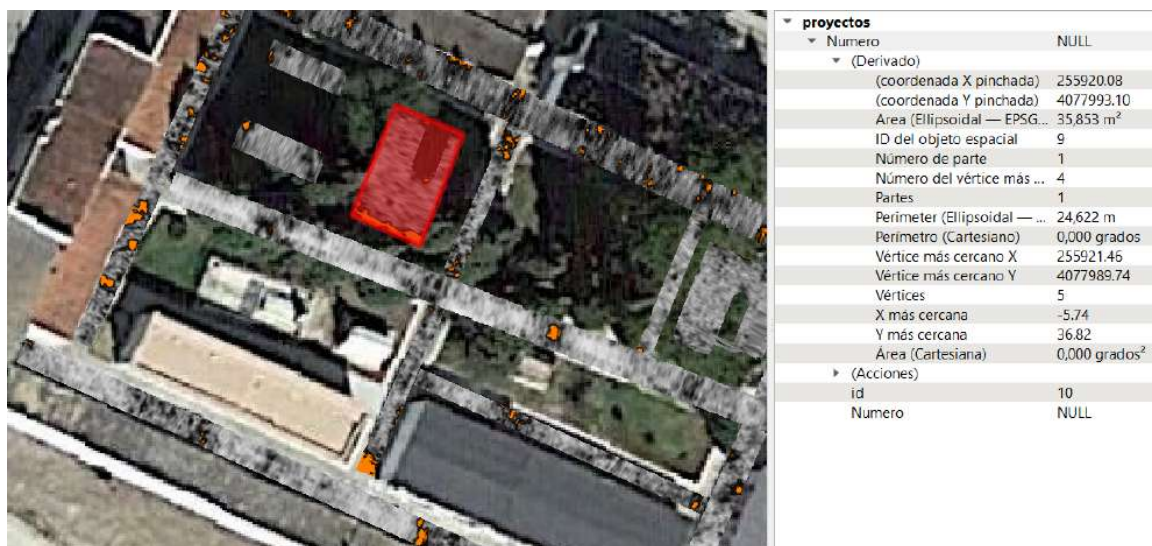 proyectos
Numero NULL
(Derivado)
(coordenada X pinchada) 255920.08
(coordenada Y pinchada) 4077993.10
Área (Ellipsoidal — EPSG... 35,853 m²
ID del objeto espacial 9
Número de parte 1
Número del vértice más ... 4
Partes 1
Perímeter (Ellipsoidal — ... 24,622 m
Perímetro (Cartesiano) 0,000 grados
Vértice más cercano X 255921.46
Vértice más cercano Y 4077989.74
Vértices 5
X más cercana -5.74
Y más cercana 36.82
Área (Cartesiana) 0,000 grados²
(Acciones)
id 10
Numero NULL